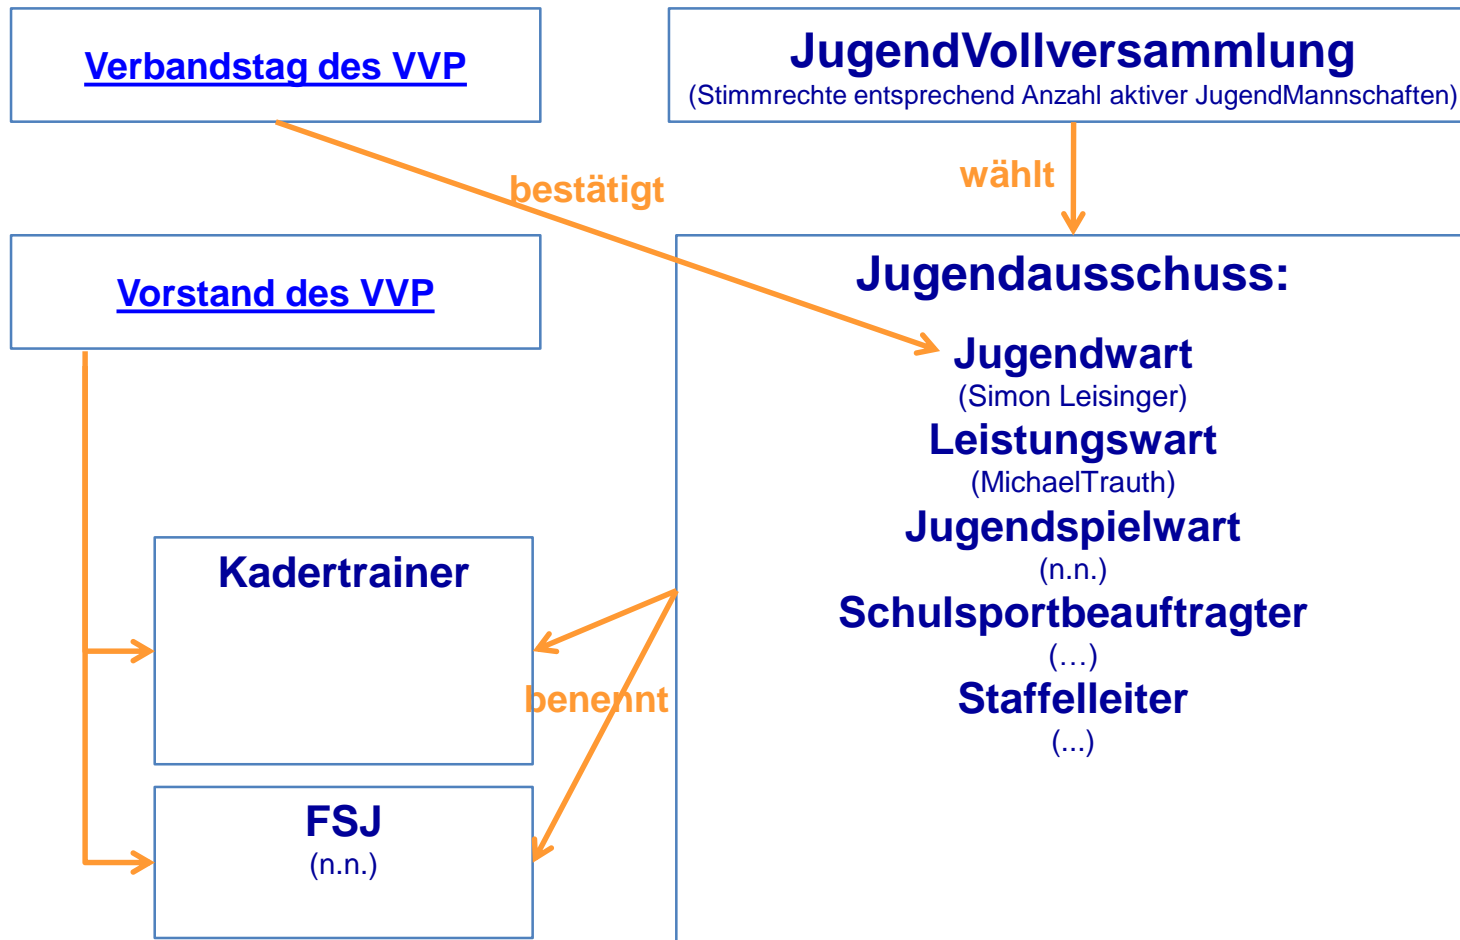 Verbandstag des VVP
JugendVollversammlung
(Stimmrechte entsprechend Anzahl aktiver JugendMannschaften)
bestätigt
wählt
Vorstand des VVP
Jugendausschuss:
Jugendwart
(Simon Leisinger)
Leistungswart
(MichaelTrauth)
Jugendspielwart
(n.n.)
Schulsportbeauftragter
(…)
Staffelleiter
(...)
Kadertrainer
benennt
FSJ
(n.n.)